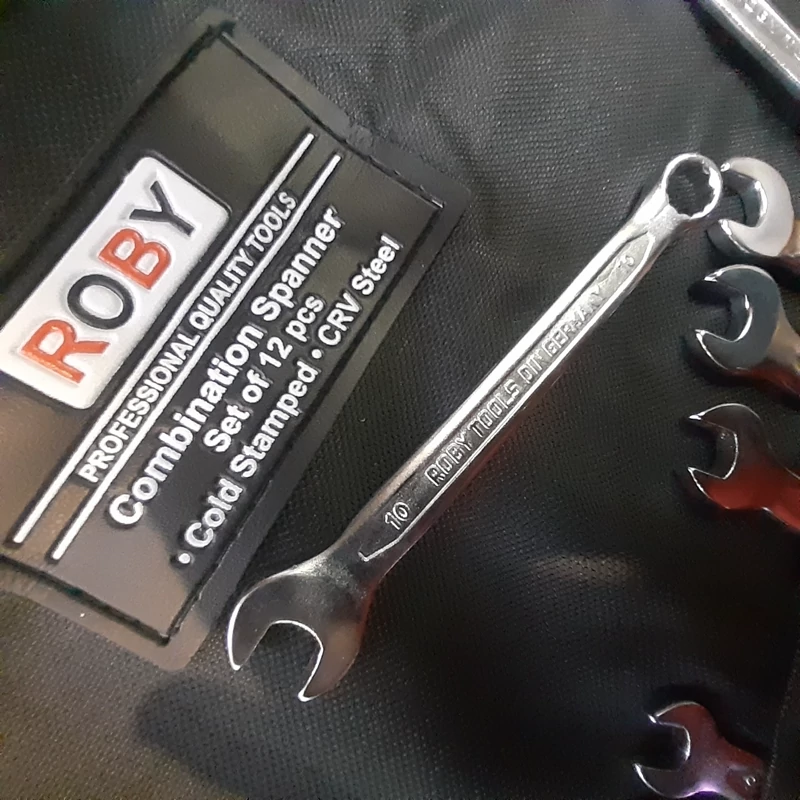 ROBY
PROFESSIONAL QUALITY TOOLS
Combination Spanner
Set of 12 pcs
• Cold Stamped • CRV Steel
10 ROBY TOOLS DIN GERMANY 10